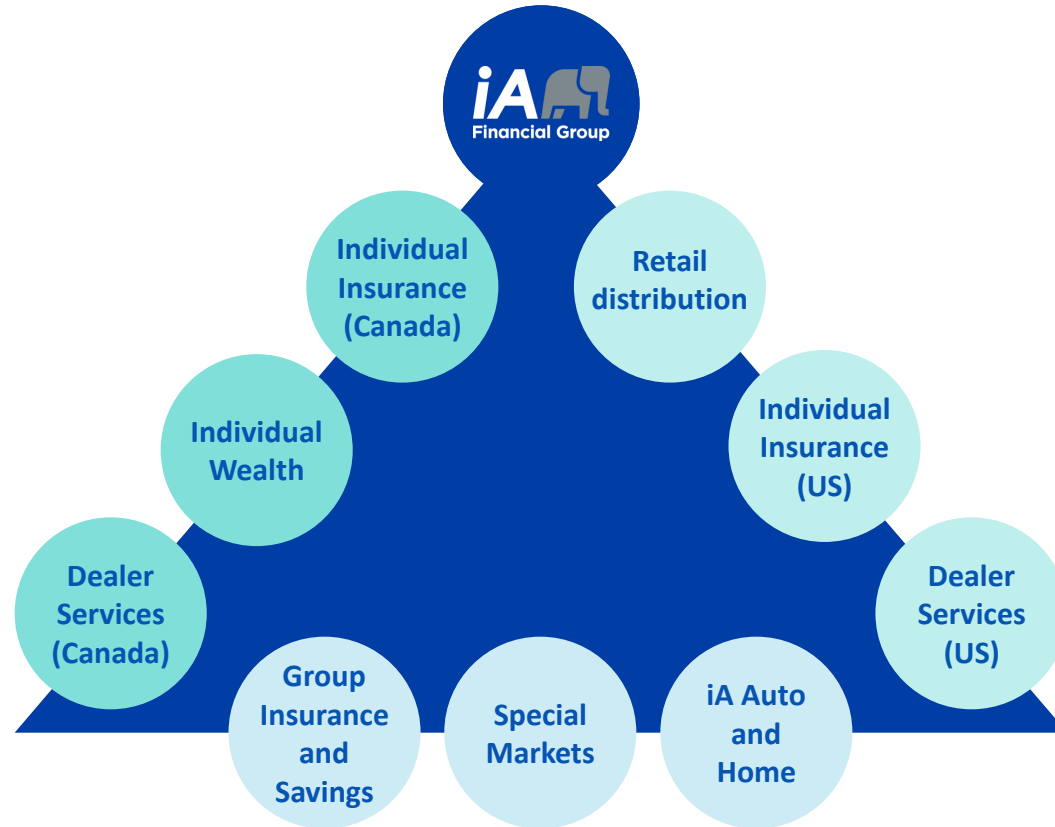 iA
Financial Group
Individual
Insurance
(Canada)
Retail
distribution
Individual
Wealth
Individual
Insurance
(US)
Dealer
Services
(Canada)
Dealer
Services
(US)
Group
Insurance
and
Savings
Special
Markets
iA Auto
and
Home